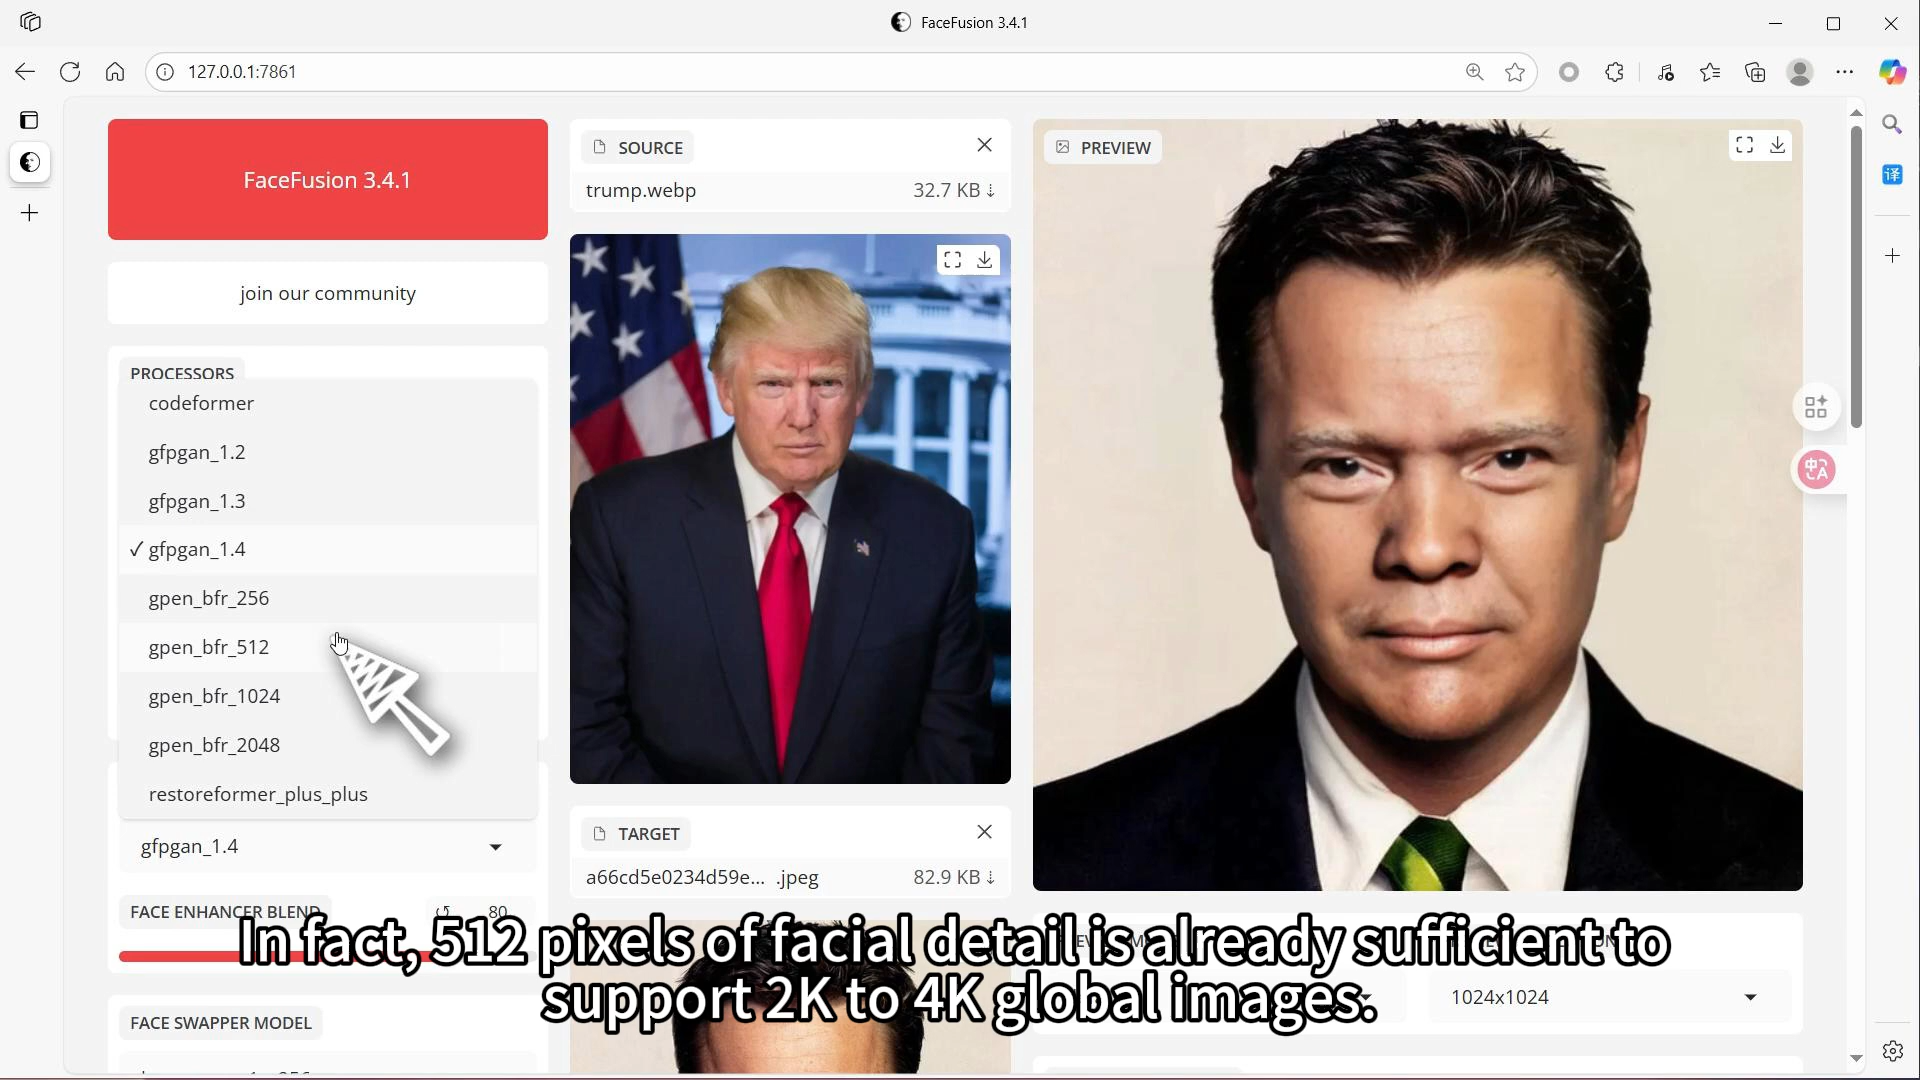 FaceFusion 3.4.1
127.0.0.1:7861
FaceFusion 3.4.1
join our community
PROCESSORS
codeformer
gfpgan_1.2
gfpgan_1.3
✓ gfpgan_1.4
gpen_bfr_256
gpen_bfr_512
gpen_bfr_1024
gpen_bfr_2048
restoreformer_plus_plus
gfpgan_1.4
FACE ENHANCER BLEND
80
FACE SWAPPER MODEL
SOURCE
trump.webp
32.7 KB ⇣
TARGET
a66cd5e0234d59e... .jpeg
82.9 KB ⇣
PREVIEW
1024x1024
译
中A
In fact, 512 pixels of facial detail is already sufficient to
support 2K to 4K global images.